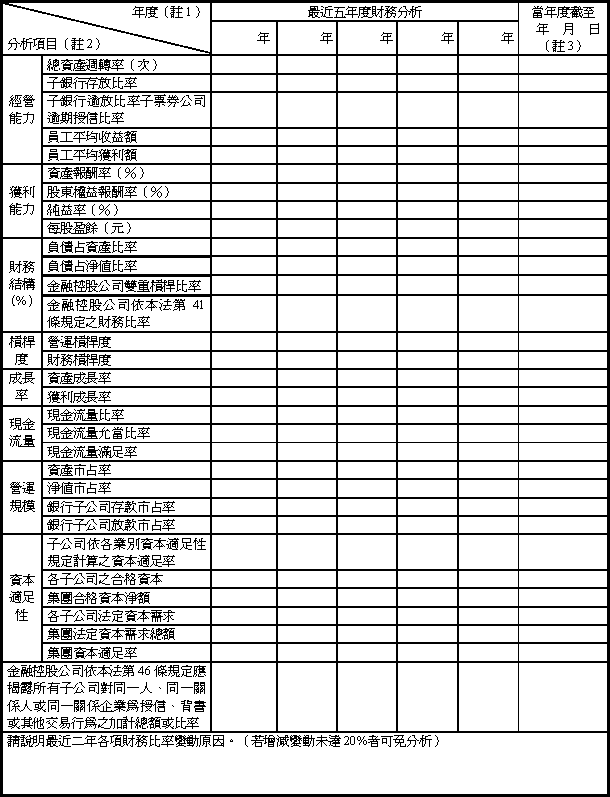 年度（註１） 最近五年度財務分析 當年度截至
年 年 年 年 年 年 月 日
分析項目（註２） （註３）
經營能力
總資產週轉率（次）
子銀行存放比率
子銀行逾放比率子票券公司
逾期授信比率
員工平均收益額
員工平均獲利額
獲利能力
資產報酬率（％）
股東權益報酬率（％）
純益率（％）
每股盈餘（元）
財務結構(%)
負債占資產比率
負債占淨值比率
金融控股公司雙重槓桿比率
金融控股公司依本法第 41
條規定之財務比率
槓桿度
營運槓桿度
財務槓桿度
成長率
資產成長率
獲利成長率
現金流量
現金流量比率
現金流量允當比率
現金流量滿足率
營運規模
資產市占率
淨值市占率
銀行子公司存款市占率
銀行子公司放款市占率
資本適足性
子公司依各業別資本適足性
規定計算之資本適足率
各子公司之合格資本
集團合格資本淨額
各子公司法定資本需求
集團法定資本需求總額
集團資本適足率
金融控股公司依本法第 46 條規定應
揭露所有子公司對同一人、同一關
係人或同一關係企業為授信、背書
或其他交易行為之加計總額或比率
請說明最近二年各項財務比率變動原因。（若增減變動未達 20%者可免分析）